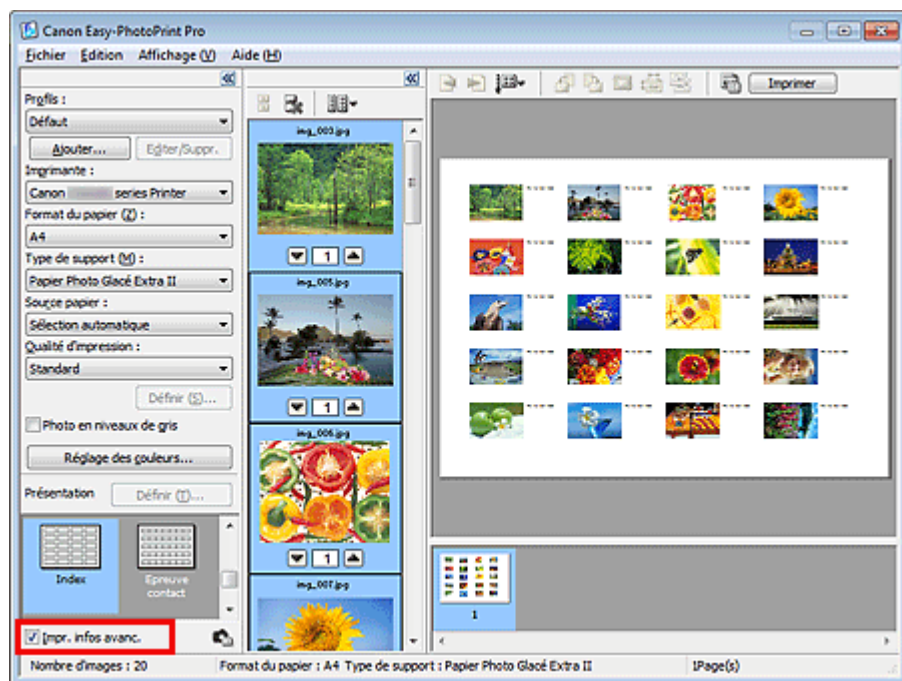 Canon Easy-PhotoPrint Pro
Fichier Édition Affichage (V) Aide (H)
Profils :
Défaut
Ajouter... Editer/Suppr.
Imprimante :
Canon series Printer
Format du papier (Z) :
A4
Type de support (M) :
Papier Photo Glacé Extra II
Source papier :
Sélection automatique
Qualité d'impression :
Standard
Définir (S)...
Photo en niveaux de gris
Réglage des couleurs...
Présentation Définir (T)...
Index
Epreuve
contact
Impr. infos avanc.
img_003.jpg
1
img_005.jpg
1
img_006.jpg
1
img_007.jpg
Imprimer
1
Nombre d'images : 20 Format du papier : A4 Type de support : Papier Photo Glacé Extra II 1Page(s)